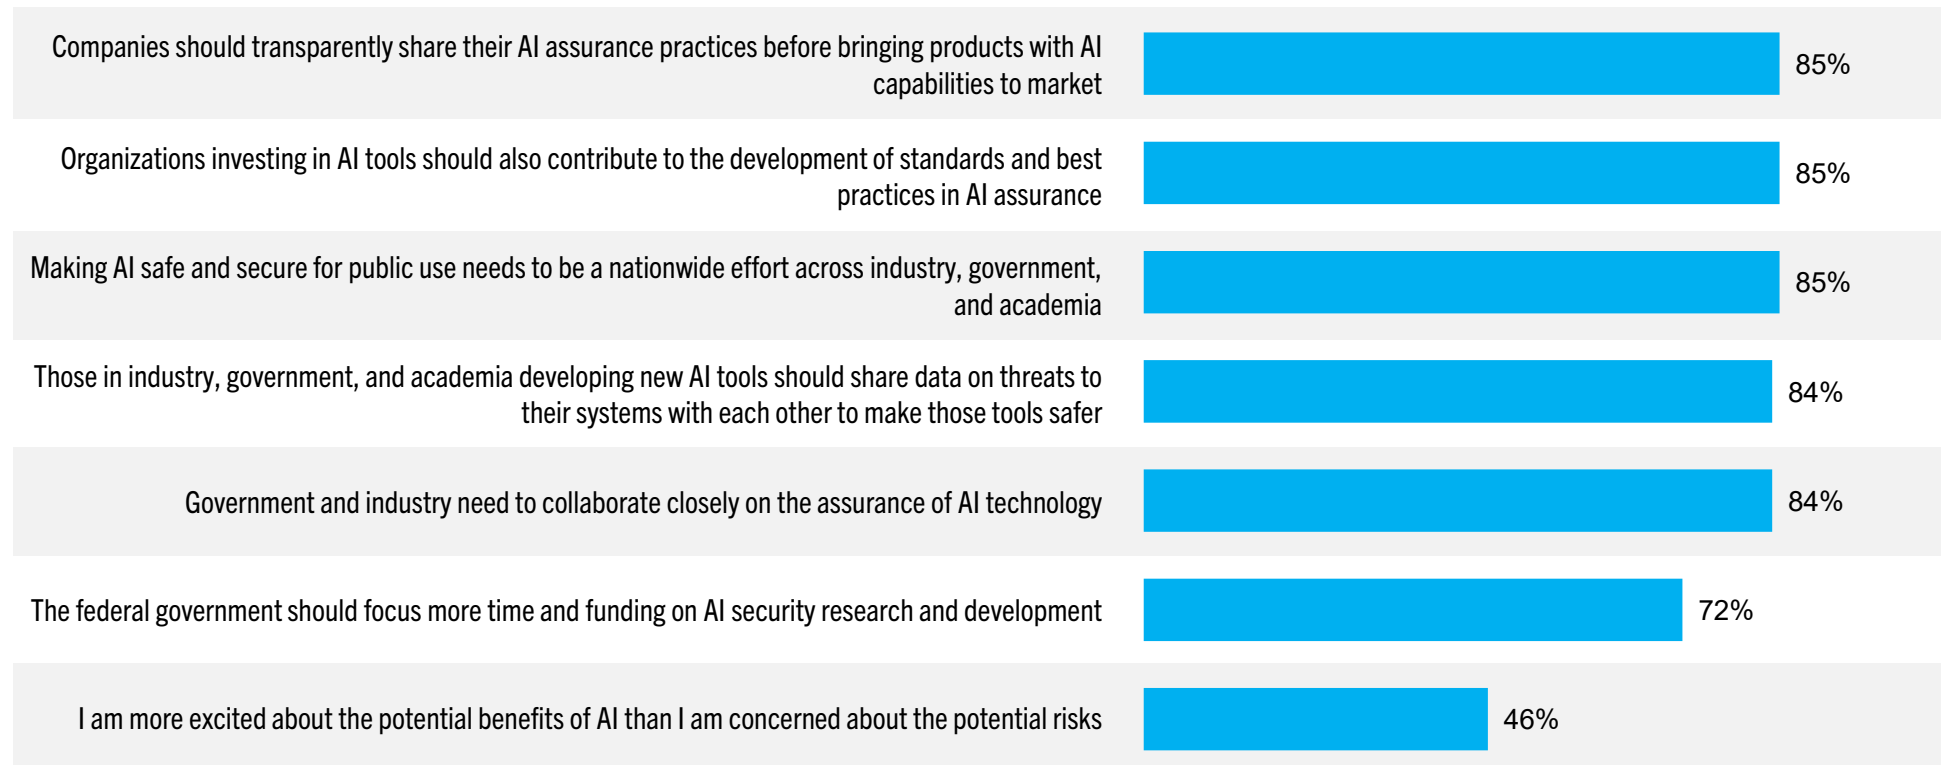 Companies should transparently share their AI assurance practices before bringing products with AI
capabilities to market
85%
Organizations investing in AI tools should also contribute to the development of standards and best
practices in AI assurance
85%
Making AI safe and secure for public use needs to be a nationwide effort across industry, government,
and academia
85%
Those in industry, government, and academia developing new AI tools should share data on threats to
their systems with each other to make those tools safer
84%
Government and industry need to collaborate closely on the assurance of AI technology
84%
The federal government should focus more time and funding on AI security research and development
72%
I am more excited about the potential benefits of AI than I am concerned about the potential risks
46%